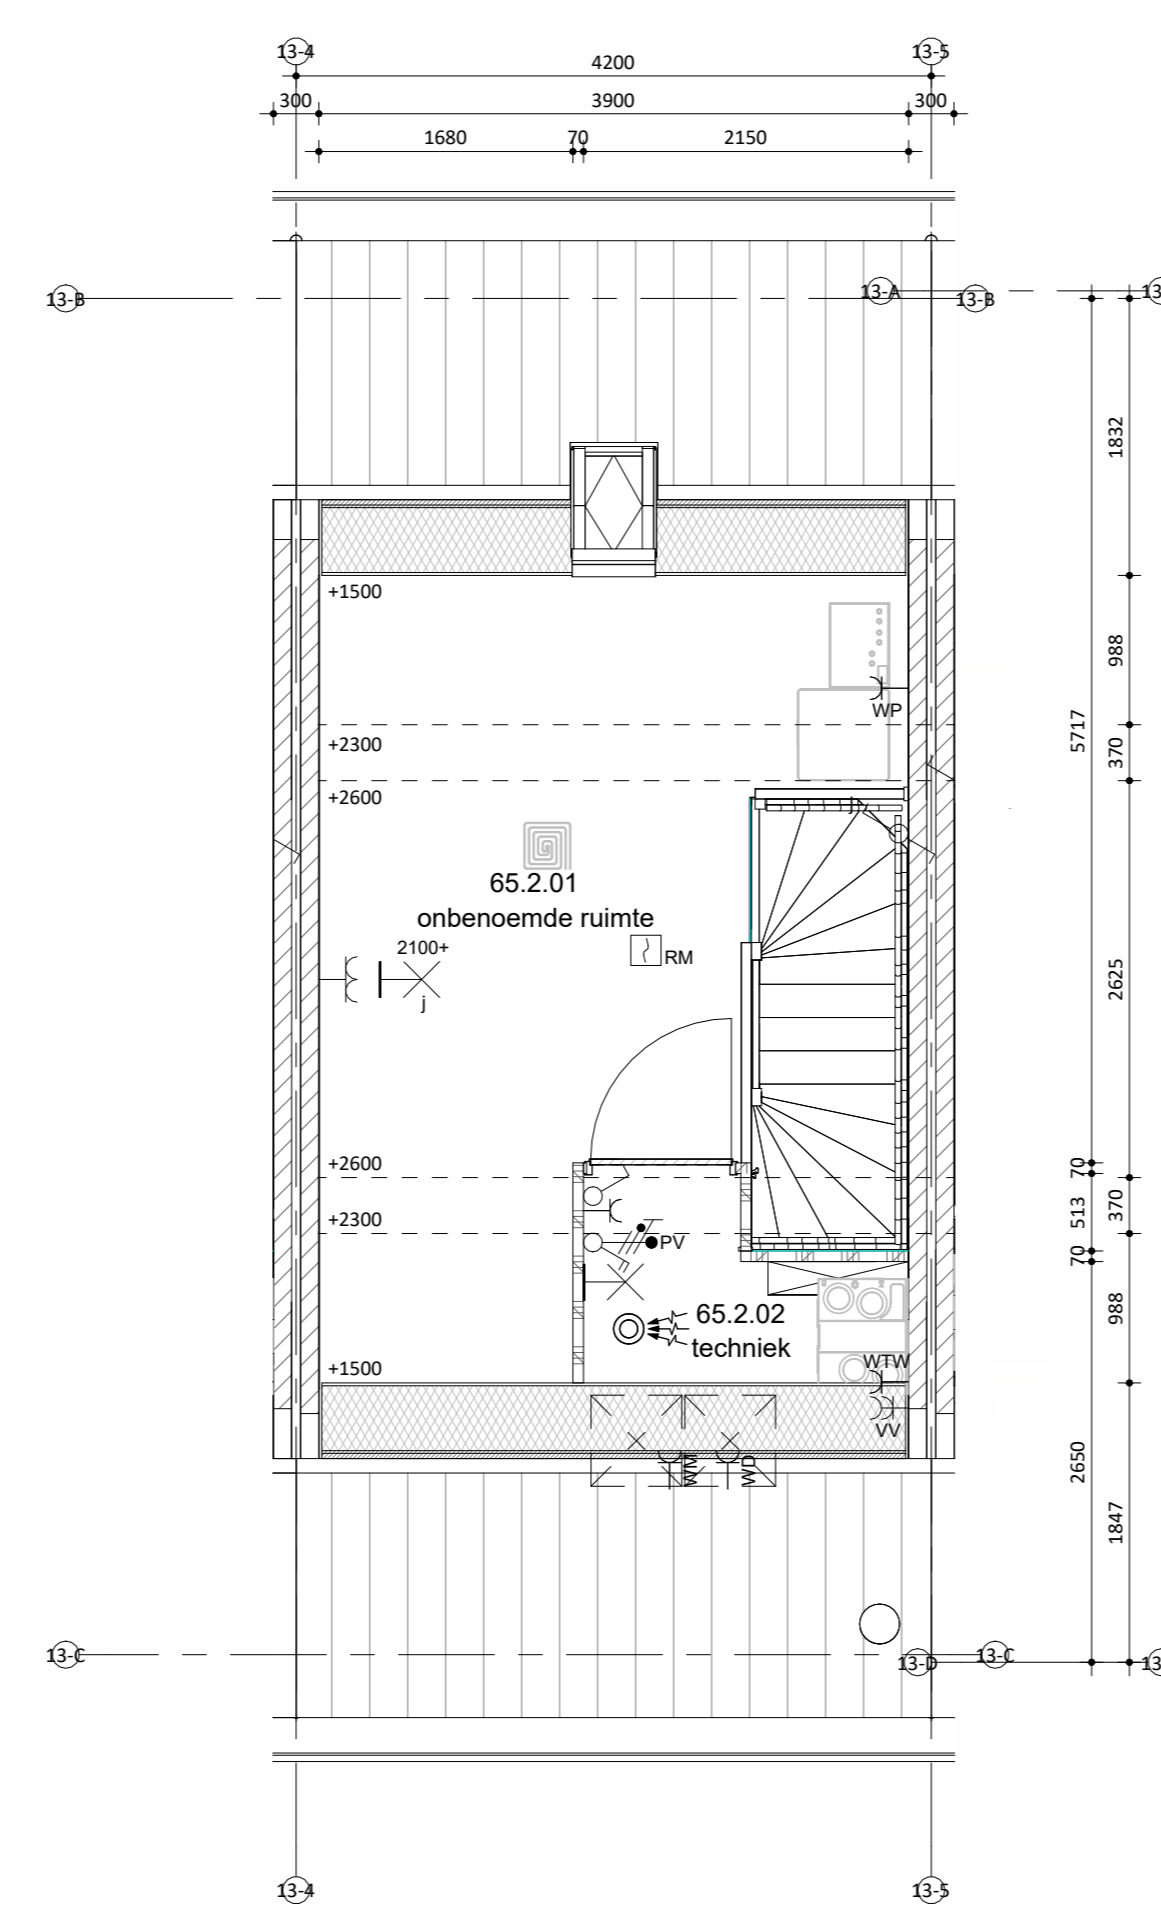 13-4
13-5
4200
300
3900
300
1680
70
2150
13-B
13-A
13-B
13
1832
+1500
988
WP
5717
+2300
370
+2600
j
65.2.01
onbenoemde ruimte
2100+
RM
j
2625
+2600
70
370
513
+2300
PV
70
988
65.2.02
techniek
WTW
+1500
VV
WM
WD
2650
1847
13-C
13-D
13-C
13
13-4
13-5